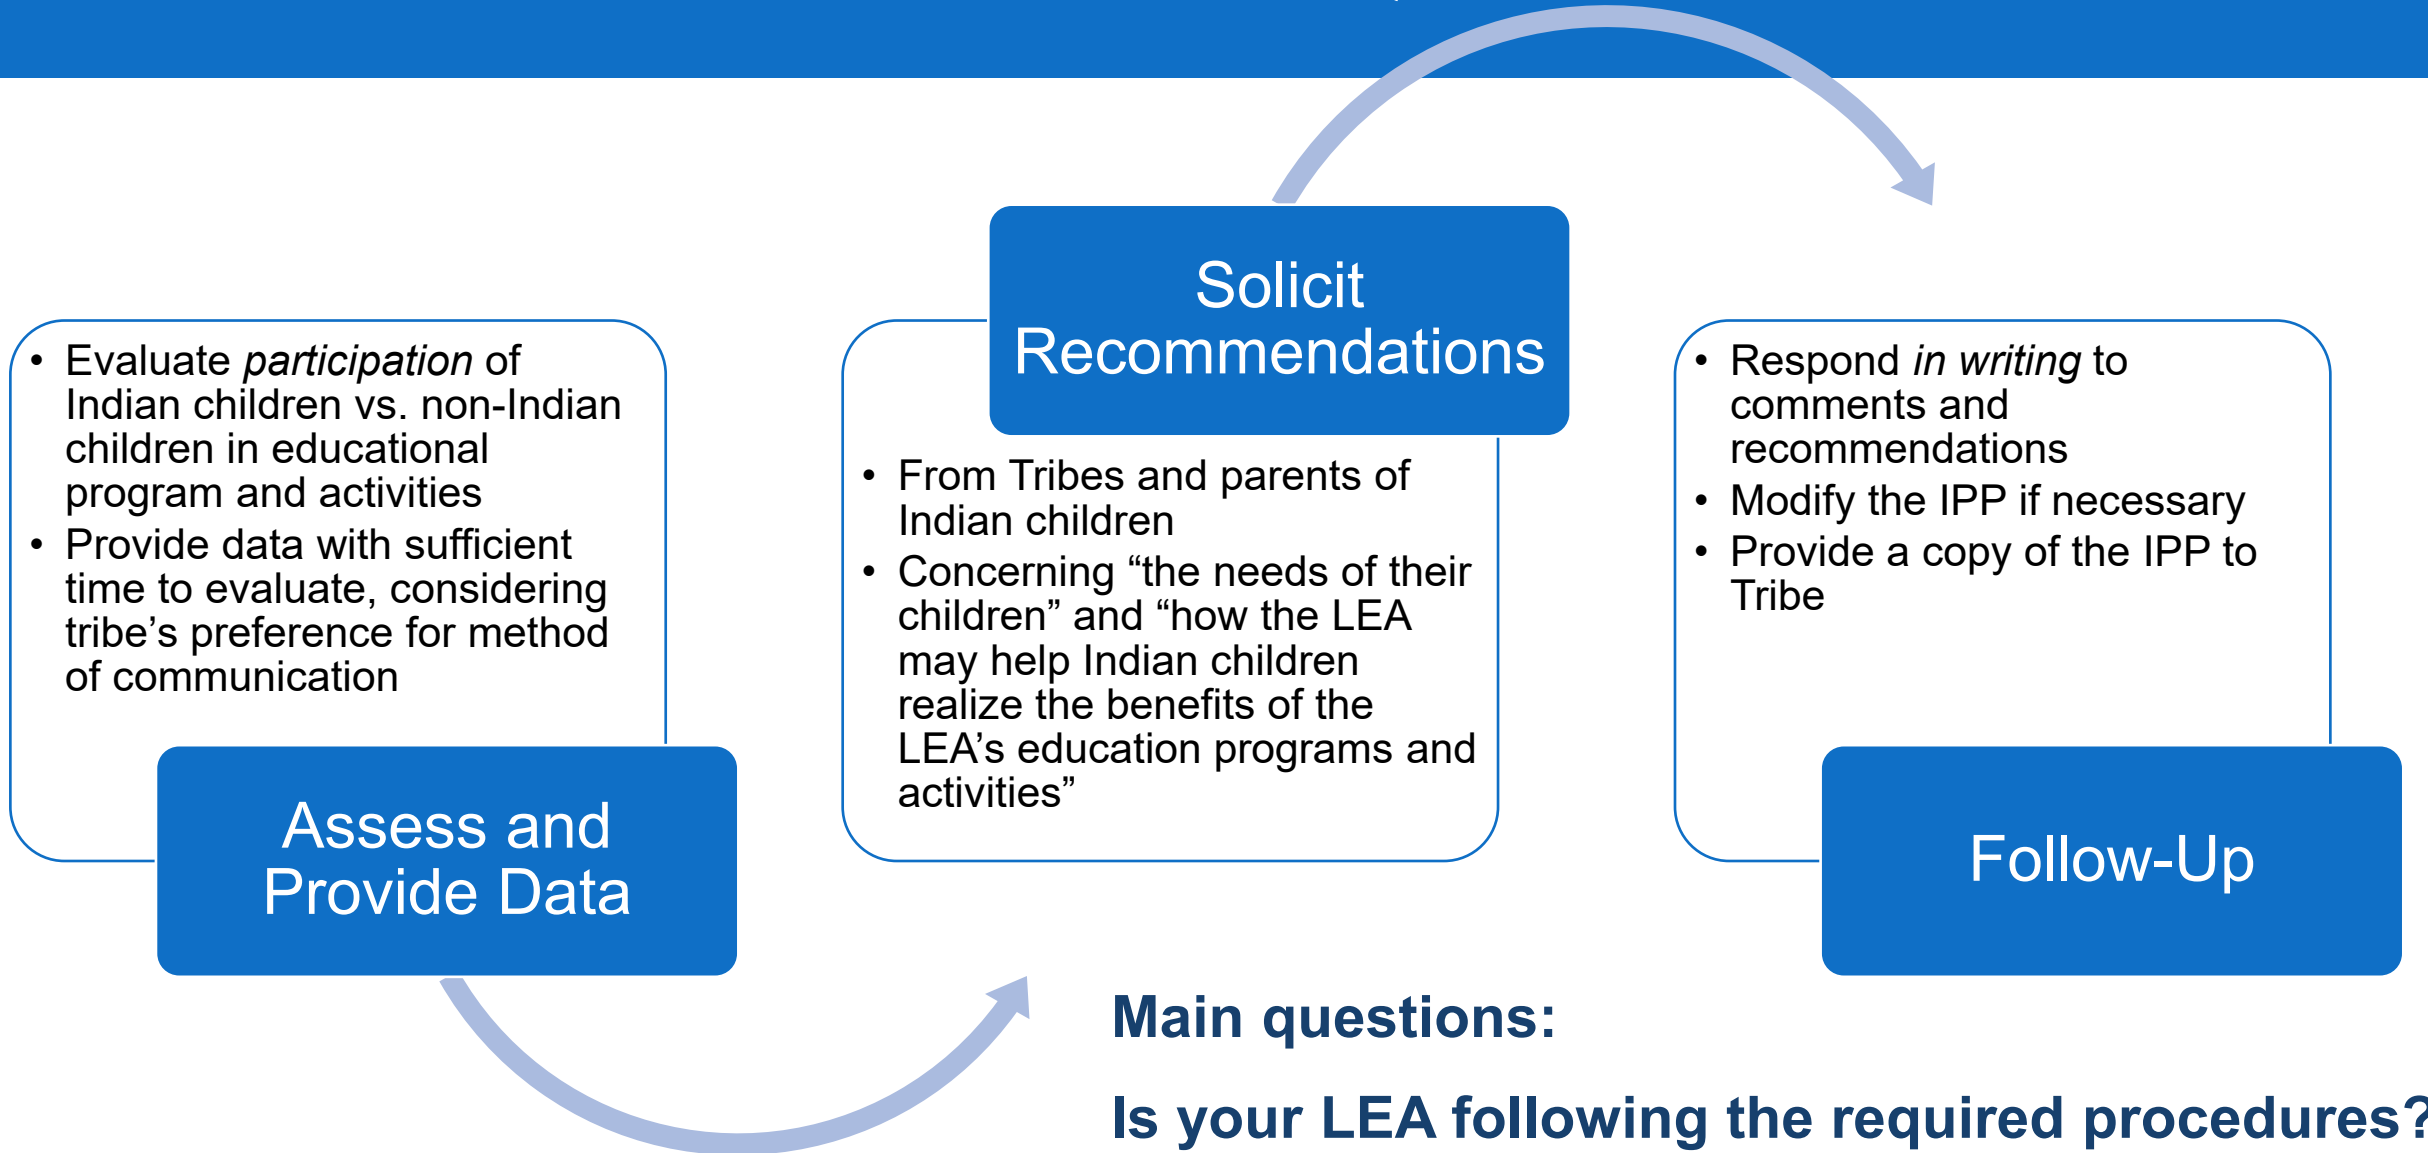 • Evaluate participation of
Indian children vs. non-Indian
children in educational
program and activities
• Provide data with sufficient
time to evaluate, considering
tribe’s preference for method
of communication
Assess and
Provide Data
Solicit
Recommendations
• From Tribes and parents of
Indian children
• Concerning “the needs of their
children” and “how the LEA
may help Indian children
realize the benefits of the
LEA’s education programs and
activities”
• Respond in writing to
comments and
recommendations
• Modify the IPP if necessary
• Provide a copy of the IPP to
Tribe
Follow-Up
Main questions:
Is your LEA following the required procedures?